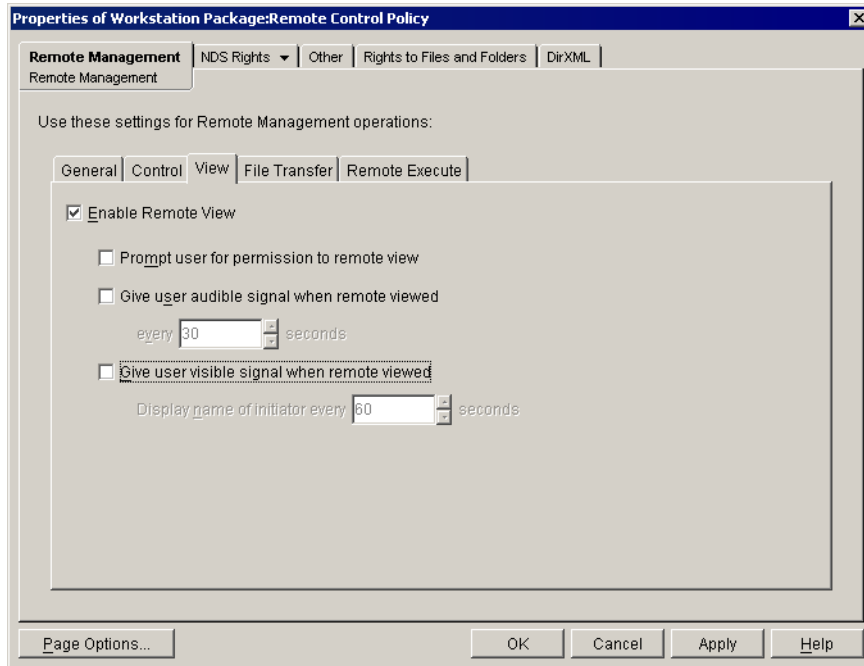 Properties of Workstation Package:Remote Control Policy
Remote Management NDS Rights Other Rights to Files and Folders DirXML
Remote Management
Use these settings for Remote Management operations:
General Control View File Transfer Remote Execute
Enable Remote View
Prompt user for permission to remote view
Give user audible signal when remote viewed
every 30 seconds
Give user visible signal when remote viewed
Display name of initiator every 60 seconds
Page Options... OK Cancel Apply Help